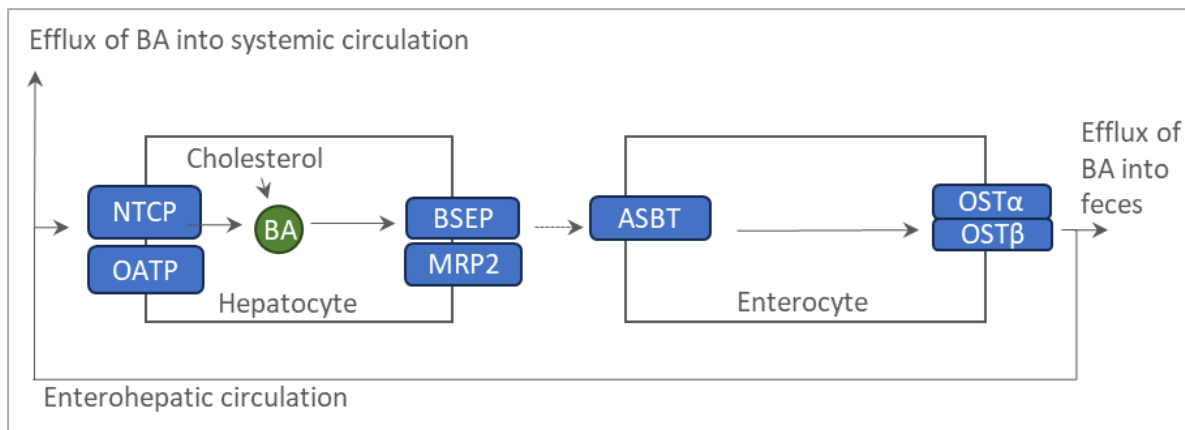 Efflux of BA into systemic circulation
Cholesterol
NTCP
OATP
BA
BSEP
MRP2
Hepatocyte
ASBT
OSTα
OSTβ
Enterocyte
Efflux of
BA into
feces
Enterohepatic circulation